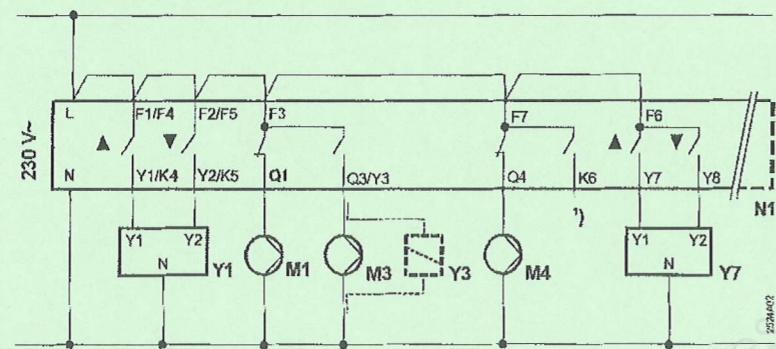 230 V~
L F1/F4 F2/F5 F3 F7 F6
N Y1/K4 Y2/K5 Q1 Q3/Y3 Q4 K6 Y7 Y8
N1
¹)
Y1 Y2 Y1 Y2
N Y1 M1 M3 Y3 M4 N Y7
2524A02